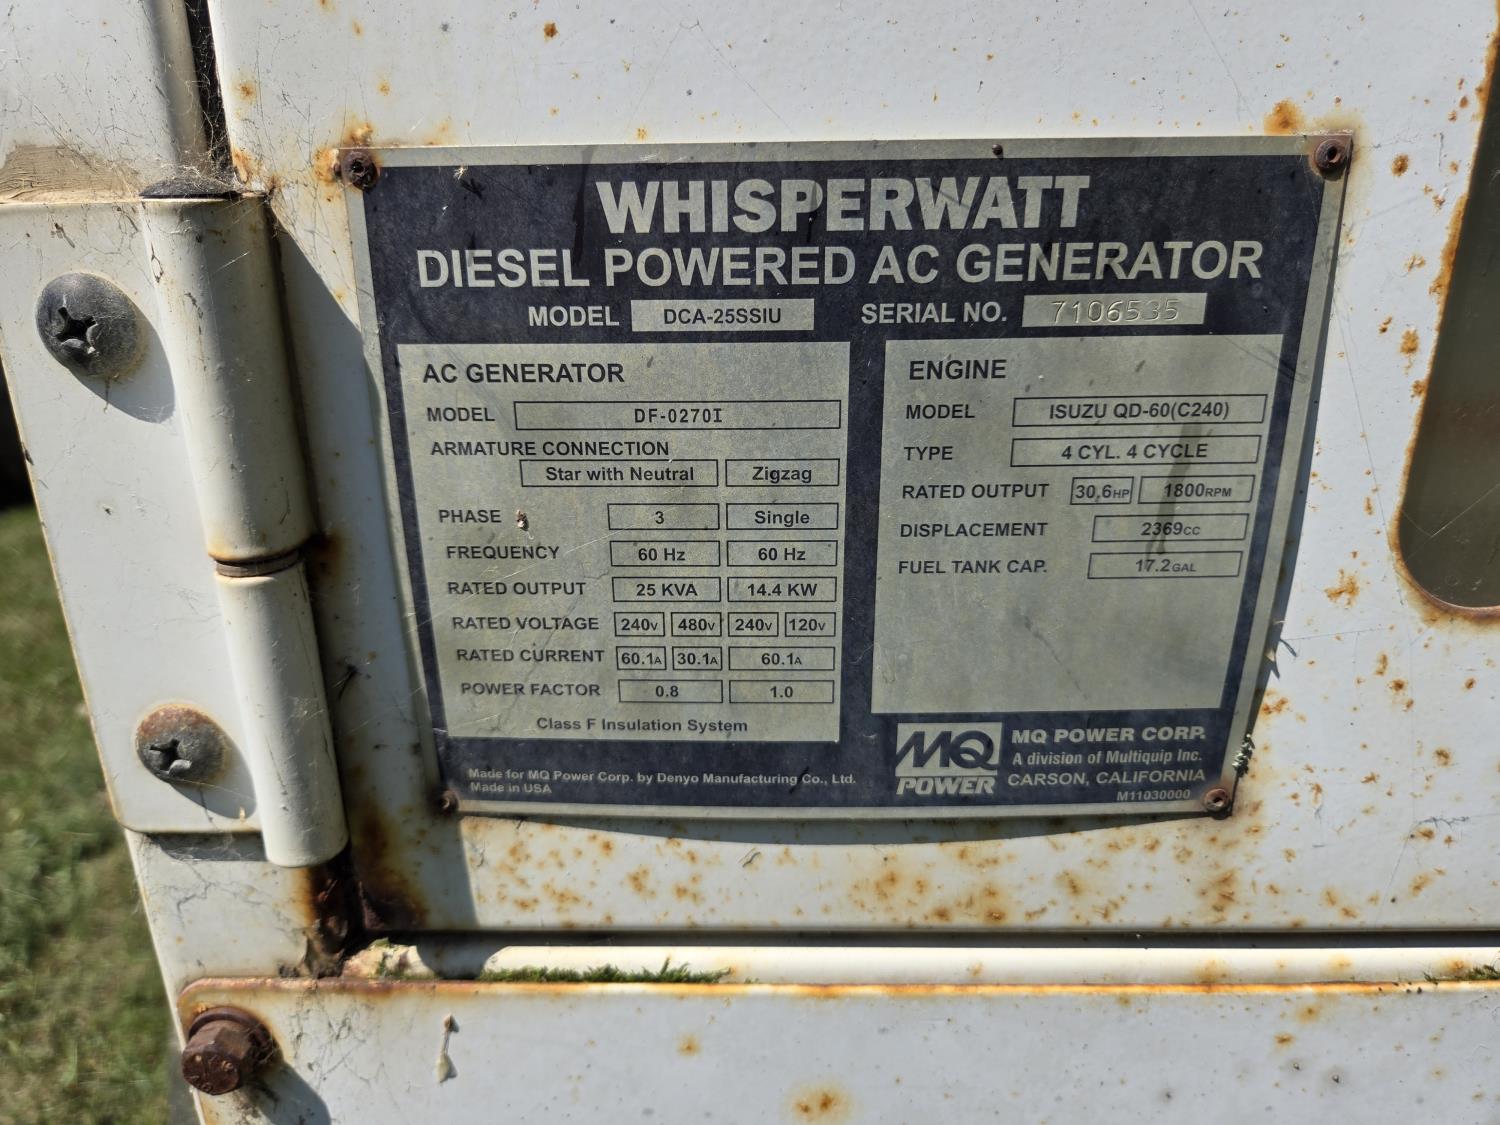 WHISPERWATT
DIESEL POWERED AC GENERATOR
MODEL DCA-25SSIU SERIAL NO. 7106535
AC GENERATOR
MODEL DF-0270I
ARMATURE CONNECTION
Star with Neutral Zigzag
PHASE 3 Single
FREQUENCY 60 Hz 60 Hz
RATED OUTPUT 25 KVA 14.4 KW
RATED VOLTAGE 240V 480V 240V 120V
RATED CURRENT 60.1A 30.1A 60.1A
POWER FACTOR 0.8 1.0
Class F Insulation System
ENGINE
MODEL ISUZU QD-60(C240)
TYPE 4 CYL. 4 CYCLE
RATED OUTPUT 30.6HP 1800RPM
DISPLACEMENT 2369CC
FUEL TANK CAP. 17.2GAL
Made for MQ Power Corp. by Denyo Manufacturing Co., Ltd.
Made in USA
MQ
POWER
MQ POWER CORP.
A division of Multiquip Inc.
CARSON, CALIFORNIA
M11030000